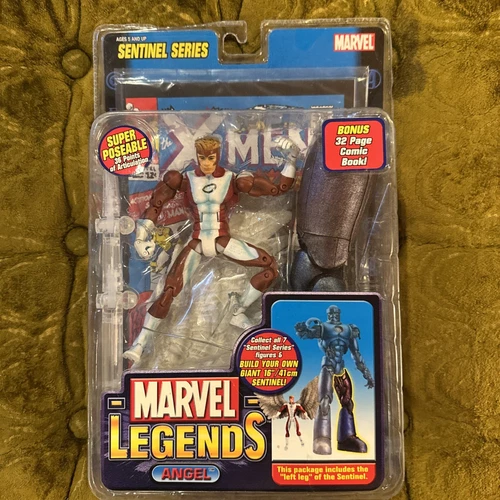 AGES 5 AND UP
SENTINEL SERIES
MARVEL
SUPER
POSEABLE
36 Points
of Articulation
X-MEN
BONUS
32 Page
Comic
Book!
Collect all 7
"Sentinel Series"
figures &
BUILD YOUR OWN
GIANT 16"/41cm
SENTINEL!
MARVEL
LEGENDS
ANGEL
This package includes the
"left leg" of the Sentinel.